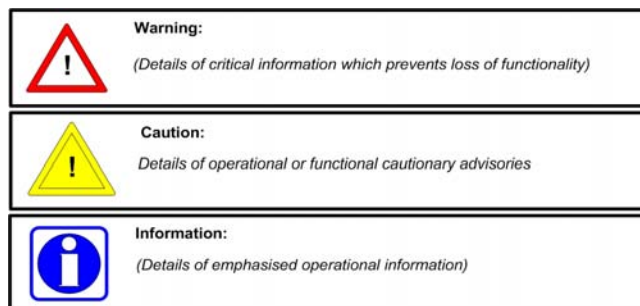 Warning:
!
(Details of critical information which prevents loss of functionality)
Caution:
!
Details of operational or functional cautionary advisories
Information:
i
(Details of emphasised operational information)